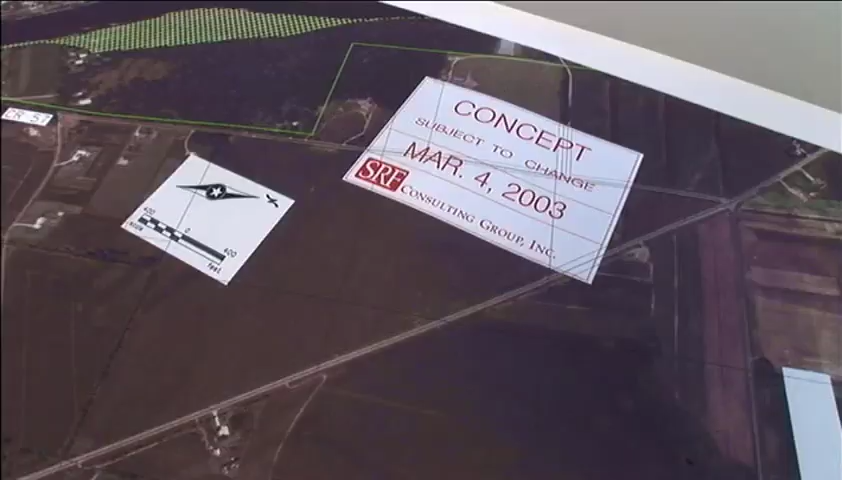 CR 57
CONCEPT
SUBJECT TO CHANGE
MAR. 4, 2003
SRF CONSULTING GROUP, INC.
400
0
400
feet